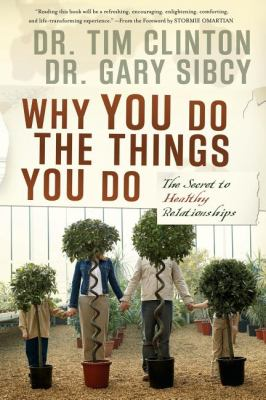 "Reading this book will be a refreshing, encouraging, enlightening, comforting,
and life-transforming experience." —From the Foreword by STORMIE OMARTIAN
DR. TIM CLINTON
DR. GARY SIBCY
WHY YOU DO
THE THINGS
YOU DO
The Secret to
Healthy
Relationships